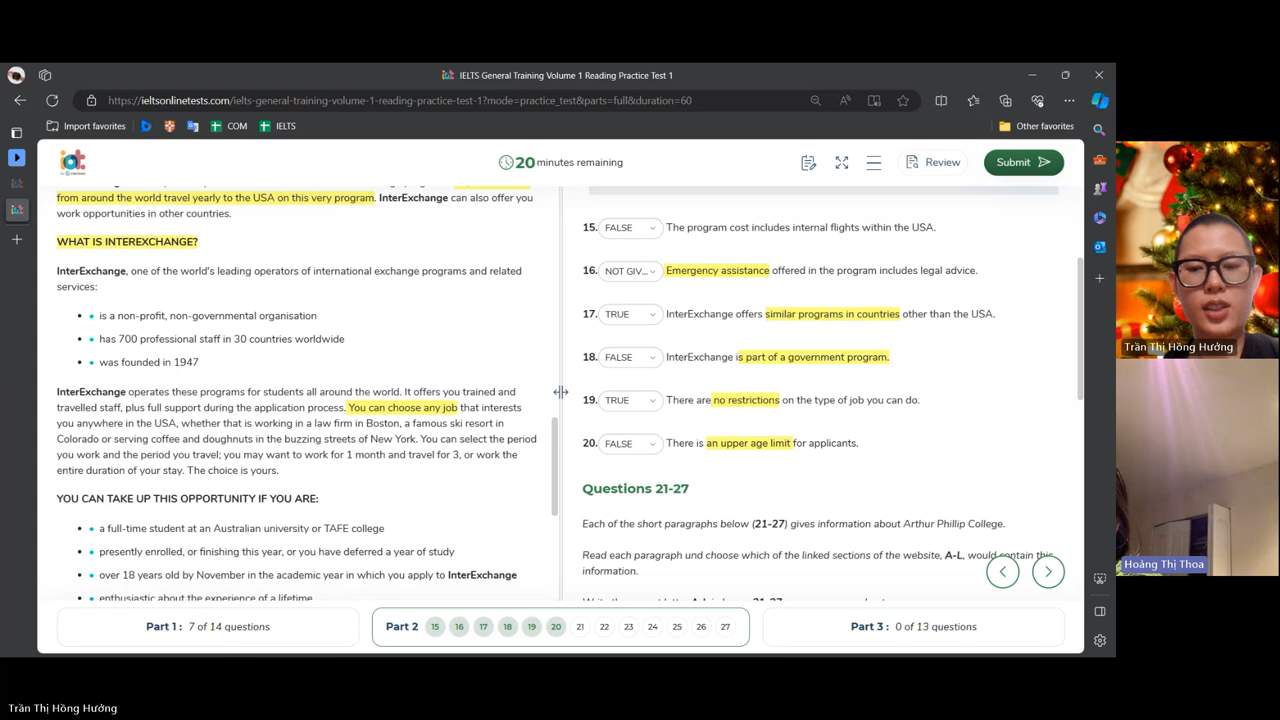 IELTS General Training Volume 1 Reading Practice Test 1
https://ieltsonlinetests.com/ielts-general-training-volume-1-reading-practice-test-1?mode=practice_test&parts=full&duration=60
Import favorites
COM
IELTS
Other favorites
iot
20 minutes remaining
Review
Submit
from around the world travel yearly to the USA on this very program. InterExchange can also offer you
work opportunities in other countries.
WHAT IS INTEREXCHANGE?
InterExchange, one of the world's leading operators of international exchange programs and related
services:
• is a non-profit, non-governmental organisation
• has 700 professional staff in 30 countries worldwide
• was founded in 1947
InterExchange operates these programs for students all around the world. It offers you trained and
travelled staff, plus full support during the application process. You can choose any job that interests
you anywhere in the USA, whether that is working in a law firm in Boston, a famous ski resort in
Colorado or serving coffee and doughnuts in the buzzing streets of New York. You can select the period
you work and the period you travel; you may want to work for 1 month and travel for 3, or work the
entire duration of your stay. The choice is yours.
YOU CAN TAKE UP THIS OPPORTUNITY IF YOU ARE:
• a full-time student at an Australian university or TAFE college
• presently enrolled, or finishing this year, or you have deferred a year of study
• over 18 years old by November in the academic year in which you apply to InterExchange
• enthusiastic about the experience of a lifetime
15. FALSE The program cost includes internal flights within the USA.
16. NOT GIV... Emergency assistance offered in the program includes legal advice.
17. TRUE InterExchange offers similar programs in countries other than the USA.
18. FALSE InterExchange is part of a government program.
19. TRUE There are no restrictions on the type of job you can do.
20. FALSE There is an upper age limit for applicants.
Questions 21-27
Each of the short paragraphs below (21-27) gives information about Arthur Phillip College.
Read each paragraph und choose which of the linked sections of the website, A-L, would contain this
information.
Part 1 : 7 of 14 questions
Part 2 15 16 17 18 19 20 21 22 23 24 25 26 27
Part 3 : 0 of 13 questions
Trần Thị Hồng Hưởng
Hoàng Thị Thoa
Trần Thị Hồng Hưởng